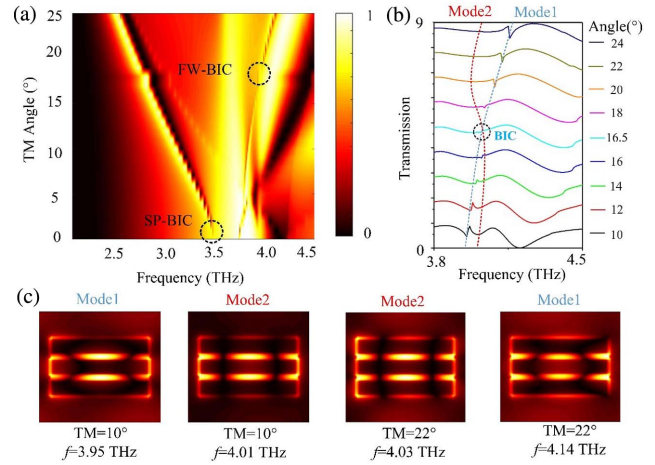 (a)
25
20
15
10
5
0
TM Angle (°)
FW-BIC
SP-BIC
2.5
3.0
3.5
4.0
4.5
Frequency (THz)
1
0
(b)
Mode2
Mode1
Angle(°)
9
0
Transmission
BIC
24
22
20
18
16.5
16
14
12
10
3.8
4.5
Frequency (THz)
(c)
Mode1
Mode2
Mode2
Mode1
TM=10°
f=3.95 THz
TM=10°
f=4.01 THz
TM=22°
f=4.03 THz
TM=22°
f=4.14 THz